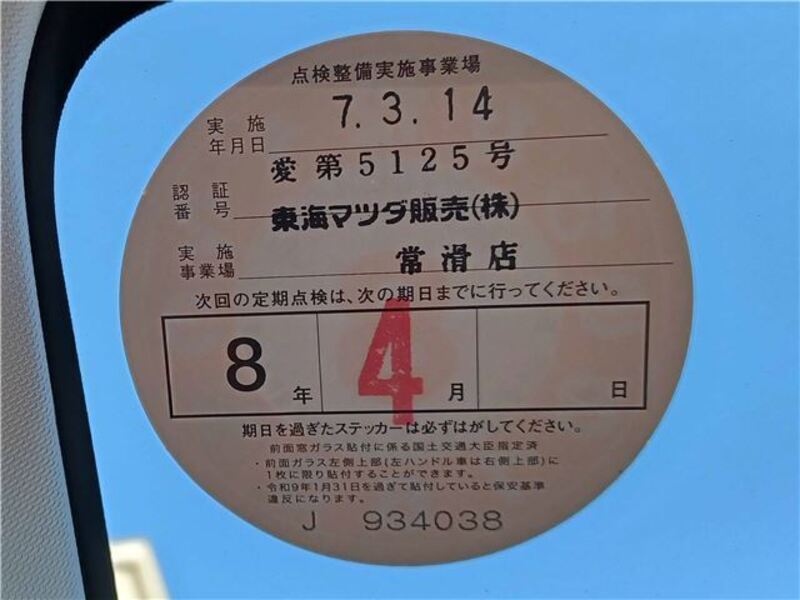 点検整備実施事業場
実施年月日 7.3.14
認証番号 愛第5125号
東海マツダ販売(株)
実施事業場 常滑店
次回の定期点検は、次の期日までに行ってください。
8年 4月 日
期日を過ぎたステッカーは必ずはがしてください。
前面窓ガラス貼付に係る国土交通大臣指定済
・前面ガラス左側上部(左ハンドル車は右側上部)に
1枚に限り貼付することができます。
・令和9年1月31日を過ぎて貼付していると保安基準
違反になります。
J 934038